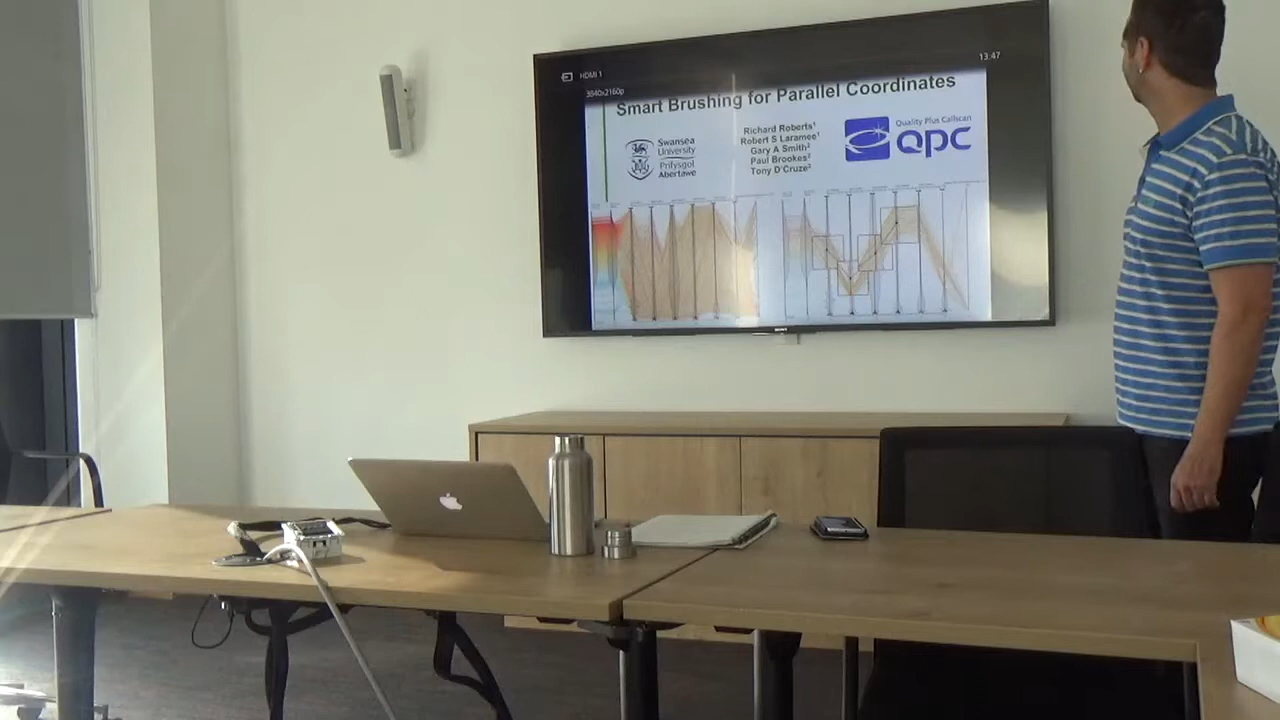 HDMI 1
13:47
3840x2160p
Smart Brushing for Parallel Coordinates
Swansea
University
Prifysgol
Abertawe
Richard Roberts¹
Robert S Laramee¹
Gary A Smith²
Paul Brookes²
Tony D'Cruze²
Quality Plus Callscan
QPC
SONY